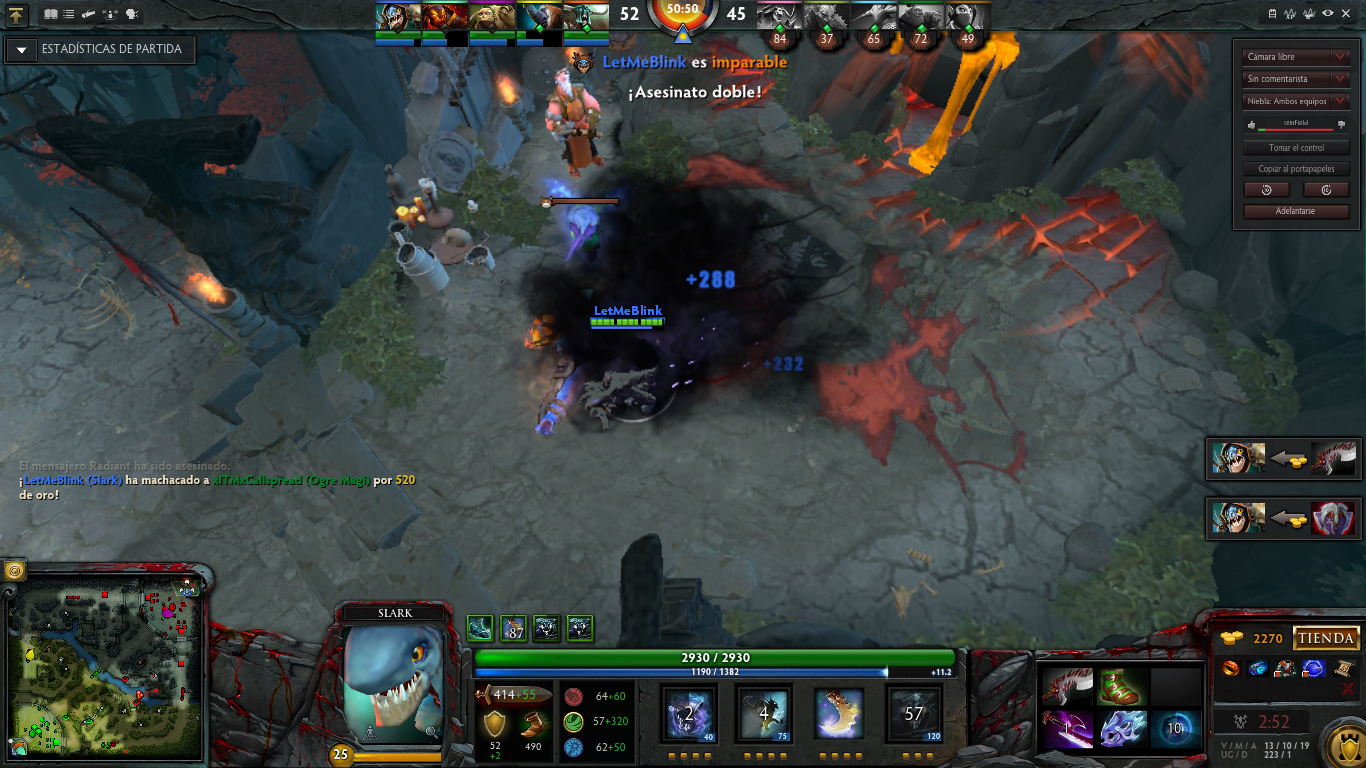 52
50:50
45
84
37
65
72
49
ESTADÍSTICAS DE PARTIDA
LetMeBlink es imparable
¡Asesinato doble!
Cámara libre
Sin comentarista
Niebla: Ambos equipos
Tomar el control
Copiar al portapapeles
Adelantarse
+288
LetMeBlink
+232
El mensajero Radiant ha sido asesinado.
¡LetMeBlink (Slark) ha machacado a xITMxCallspread (Ogre Magi) por 520
de oro!
SLARK
25
87
2930 / 2930
1190 / 1382
+11.2
414+55
52
+2
490
64+60
57+320
62+50
2
40
4
75
57
120
1
10
2270
TIENDA
2:52
V / M / A 13 / 10 / 19
UG / D 223 / 1